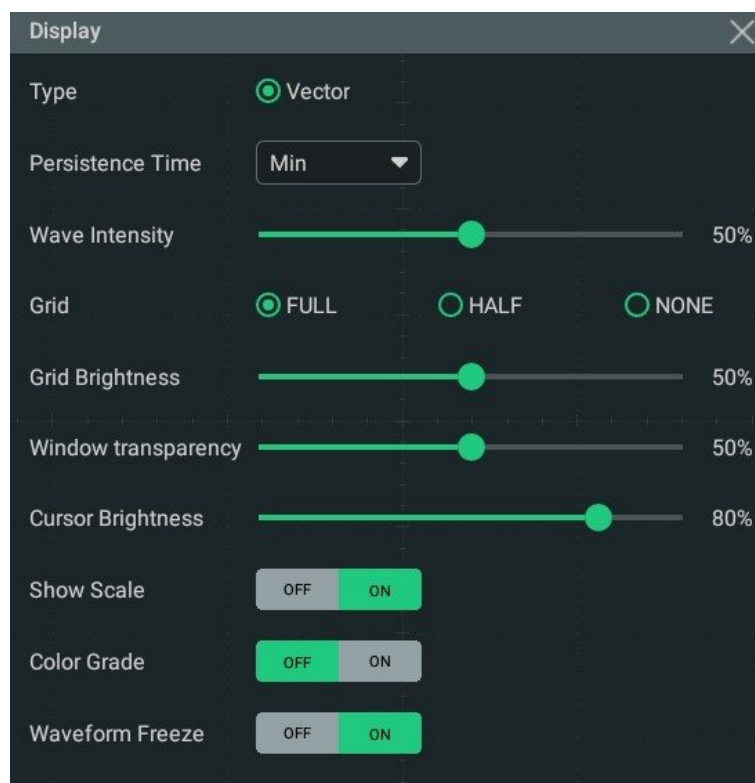 Display
Type Vector
Persistence Time Min
Wave Intensity 50%
Grid FULL HALF NONE
Grid Brightness 50%
Window transparency 50%
Cursor Brightness 80%
Show Scale OFF ON
Color Grade OFF ON
Waveform Freeze OFF ON